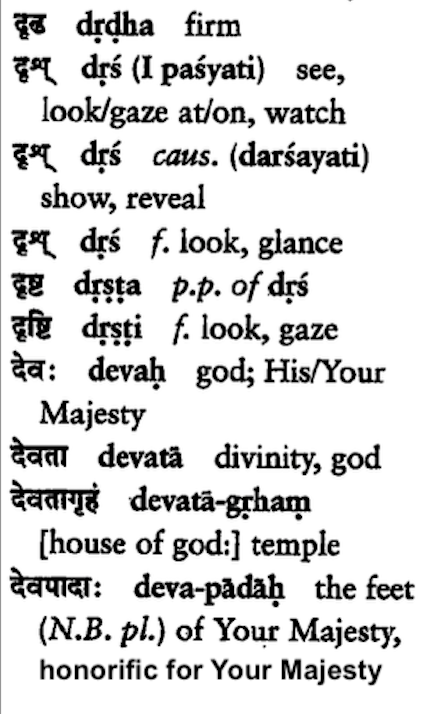 दृढ dṛḍha firm
दृश् dṛś (I paśyati) see,
look/gaze at/on, watch
दृश् dṛś caus. (darśayati)
show, reveal
दृश् dṛś f. look, glance
दृष्ट dṛṣṭa p.p. of dṛś
दृष्टि dṛṣṭi f. look, gaze
देवः devaḥ god; His/Your
Majesty
देवता devatā divinity, god
देवतागृहं devatā-gṛhaṃ
[house of god:] temple
देवपादाः deva-pādāḥ the feet
(N.B. pl.) of Your Majesty,
honorific for Your Majesty